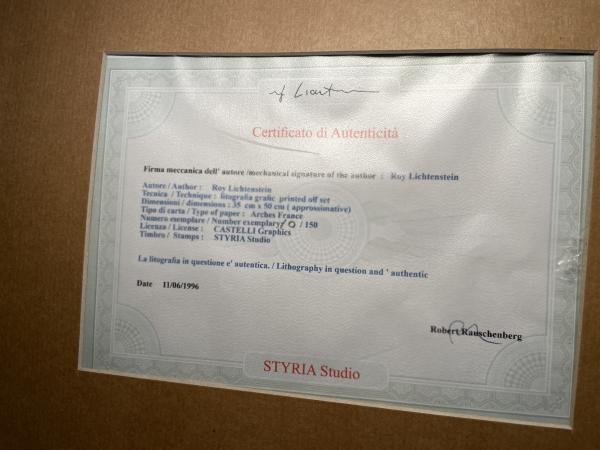 rf Lichtenstein
Certificato di Autenticità
Firma meccanica dell' autore /mechanical signature of the author : Roy Lichtenstein
Autore / Author : Roy Lichtenstein
Tecnica / Technique : litografia grafic printed off set
Dimensioni / dimensions : 35 cm x 50 cm ( approssimative)
Tipo di carta / Type of paper : Arches France
Numero esemplare / Number exemplary 10 / 150
Licenza / License : CASTELLI Graphics
Timbro / Stamps : STYRIA Studio
La litografia in questione e' autentica. / Lithography in question and ' authentic
Date 11/06/1996
Robert Rauschenberg
STYRIA Studio